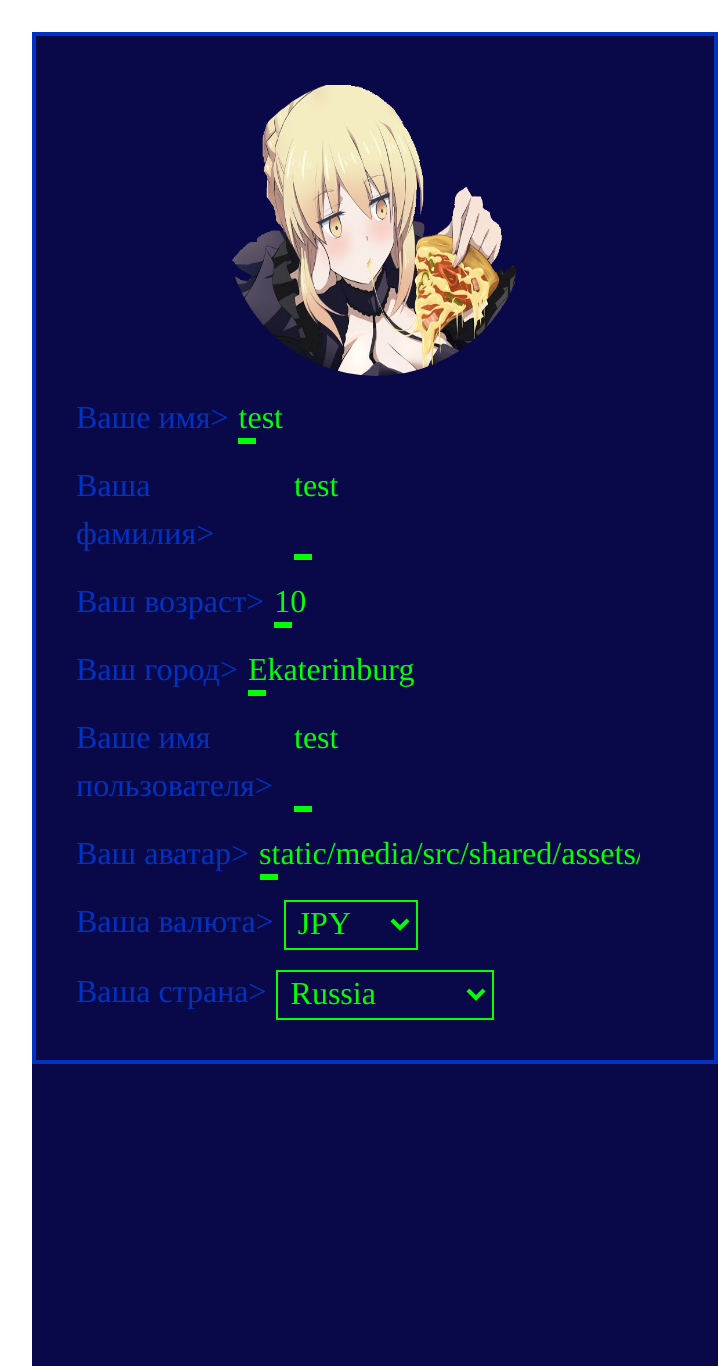 Ваше имя> test
Ваша test
фамилия>
Ваш возраст> 10
Ваш город> Ekaterinburg
Ваше имя test
пользователя>
Ваш аватар> static/media/src/shared/assets/
Ваша валюта> JPY
Ваша страна> Russia